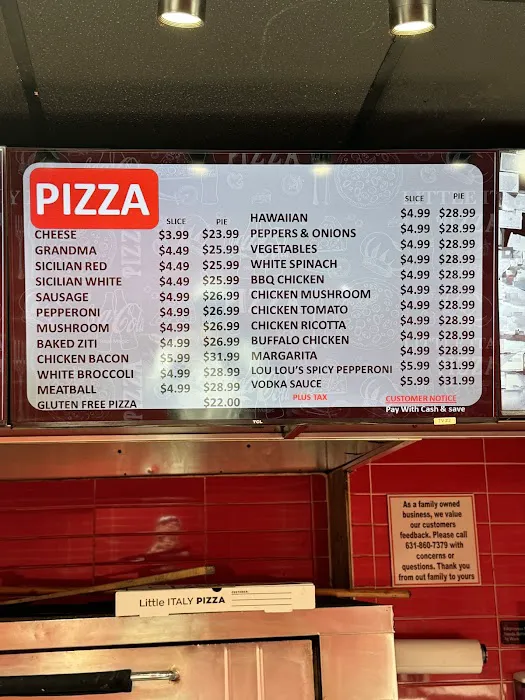 PIZZA
SLICE PIE
CHEESE $3.99 $23.99
GRANDMA $4.49 $25.99
SICILIAN RED $4.49 $25.99
SICILIAN WHITE $4.49 $25.99
SAUSAGE $4.99 $26.99
PEPPERONI $4.99 $26.99
MUSHROOM $4.99 $26.99
BAKED ZITI $4.99 $26.99
CHICKEN BACON $5.99 $31.99
WHITE BROCCOLI $4.99 $28.99
MEATBALL $4.99 $28.99
GLUTEN FREE PIZZA $22.00
SLICE PIE
HAWAIIAN $4.99 $28.99
PEPPERS & ONIONS $4.99 $28.99
VEGETABLES $4.99 $28.99
WHITE SPINACH $4.99 $28.99
BBQ CHICKEN $4.99 $28.99
CHICKEN MUSHROOM $4.99 $28.99
CHICKEN TOMATO $4.99 $28.99
CHICKEN RICOTTA $4.99 $28.99
BUFFALO CHICKEN $4.99 $28.99
MARGARITA $4.99 $28.99
LOU LOU'S SPICY PEPPERONI $5.99 $31.99
VODKA SAUCE $5.99 $31.99
PLUS TAX
CUSTOMER NOTICE
Pay With Cash & save
TCL
As a family owned
business, we value
our customers
feedback. Please call
631-860-7379 with
concerns or
questions. Thank you
from out family to yours
Little ITALY PIZZA